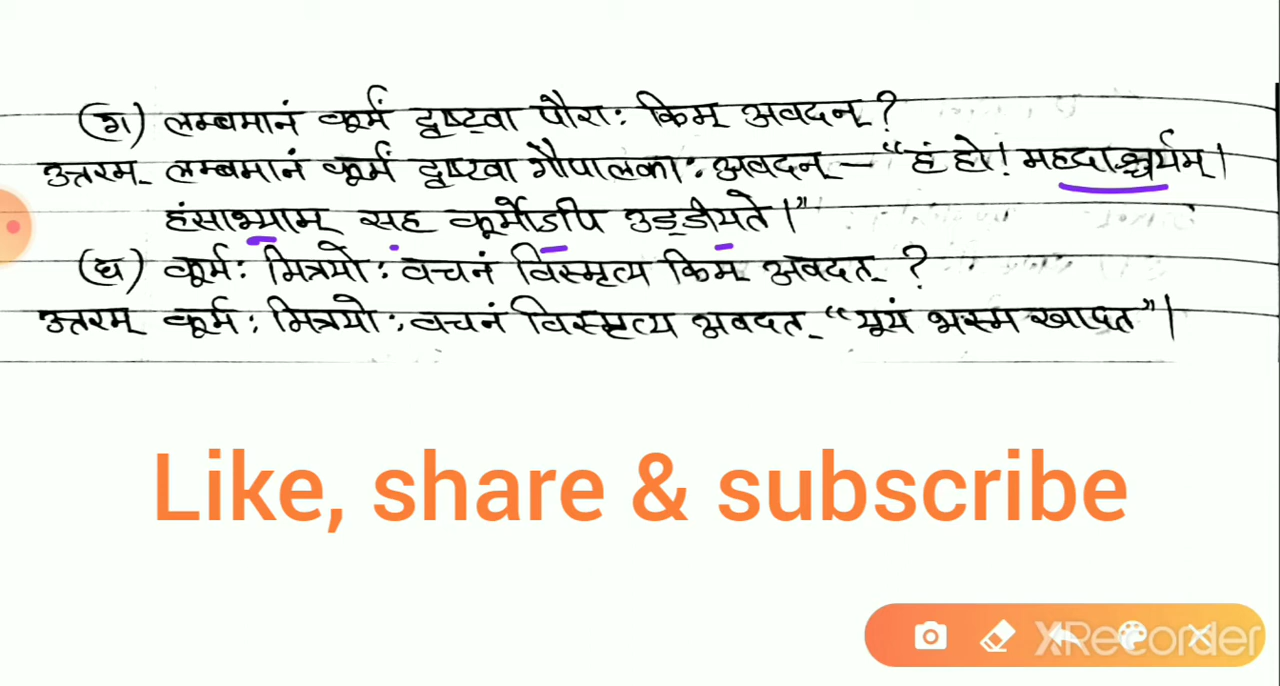 (ग) लम्बमानं कूर्मं दृष्ट्वा पौराः किम् अवदन्?
उत्तरम् लम्बमानं कूर्मं दृष्ट्वा गौपालकाः अवदन् — "हं हो! महदाश्चर्यम्।
हंसाभ्याम् सह कूर्मोऽपि उड्डीयते।"
(घ) कूर्मः मित्रयोः वचनं विस्मृत्य किम् अवदत् ?
उत्तरम् कूर्मः मित्रयोः वचनं विस्मृत्य अवदत् "यूयं भस्म खादत"।
Like, share & subscribe
XRecorder